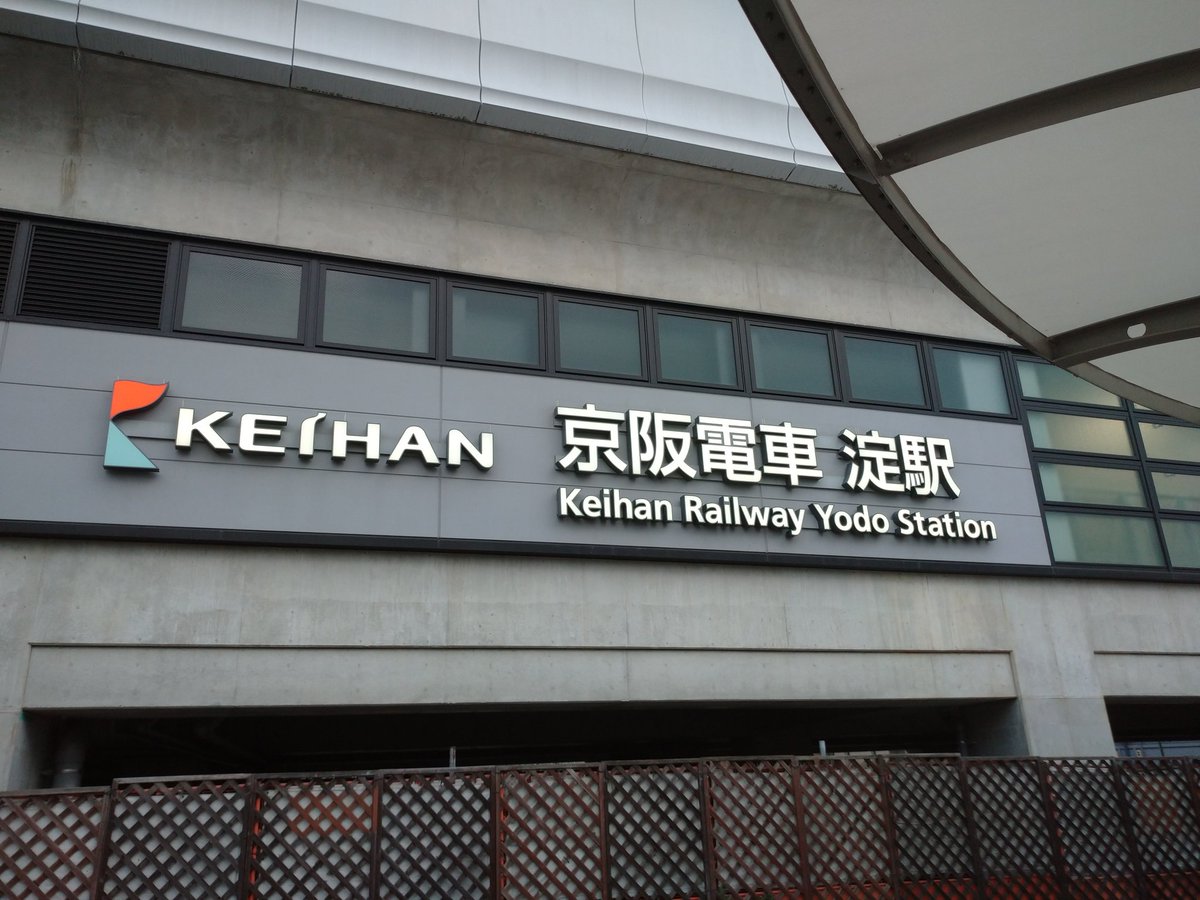 KEIHAN
京阪電車 淀駅
Keihan Railway Yodo Station